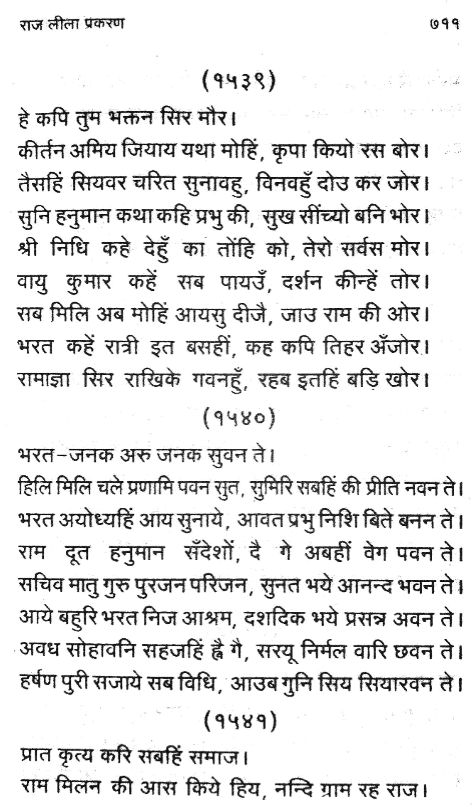 राज लीला प्रकरण ७११
(१५३९)
हे कपि तुम भक्तन सिर मौर।
कीर्तन अमिय जियाय यथा मोहिं, कृपा कियो रस बोर।
तैसहिं सियवर चरित सुनावहु, विनवहुँ दोउ कर जोर।
सुनि हनुमान कथा कहि प्रभु की, सुख सींच्यो बनि भोर।
श्री निधि कहे देहुँ का तोंहि को, तेरो सर्वस मोर।
वायु कुमार कहें सब पायउँ, दर्शन कीन्हें तोर।
सब मिलि अब मोहिं आयसु दीजै, जाउ राम की ओर।
भरत कहें रात्री इत बसहीं, कह कपि तिहर अँजोर।
रामाज्ञा सिर राखिके गवनहुँ, रहब इतहिं बड़ि खोर।
(१५४०)
भरत-जनक अरु जनक सुवन ते।
हिलि मिलि चले प्रणामि पवन सुत, सुमिरि सबहिं की प्रीति नवन ते।
भरत अयोध्यहिं आय सुनाये, आवत प्रभु निशि बिते बनन ते।
राम दूत हनुमान सँदेशों, दै गे अबहीं वेग पवन ते।
सचिव मातु गुरु पुरजन परिजन, सुनत भये आनन्द भवन ते।
आये बहुरि भरत निज आश्रम, दशदिक भये प्रसन्न अवन ते।
अवध सोहावनि सहजहिं ह्वै गै, सरयू निर्मल वारि छवन ते।
हर्षण पुरी सजाये सब विधि, आउब गुनि सिय सियारवन ते।
(१५४१)
प्रात कृत्य करि सबहिं समाज।
राम मिलन की आस किये हिय, नन्दि ग्राम रह राज।